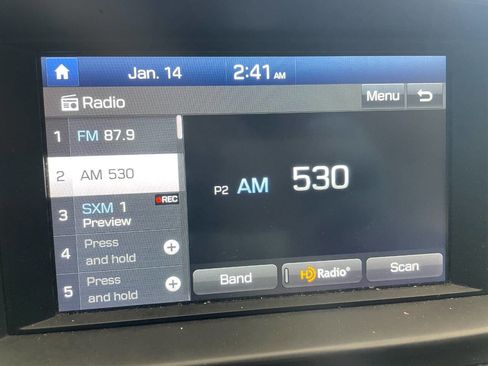 Jan. 14 2:41 AM
Radio Menu
1 FM 87.9
2 AM 530
P2 AM 530
3 SXM 1 REC
Preview
4 Press
and hold
5 Press
and hold
Band HD Radio® Scan